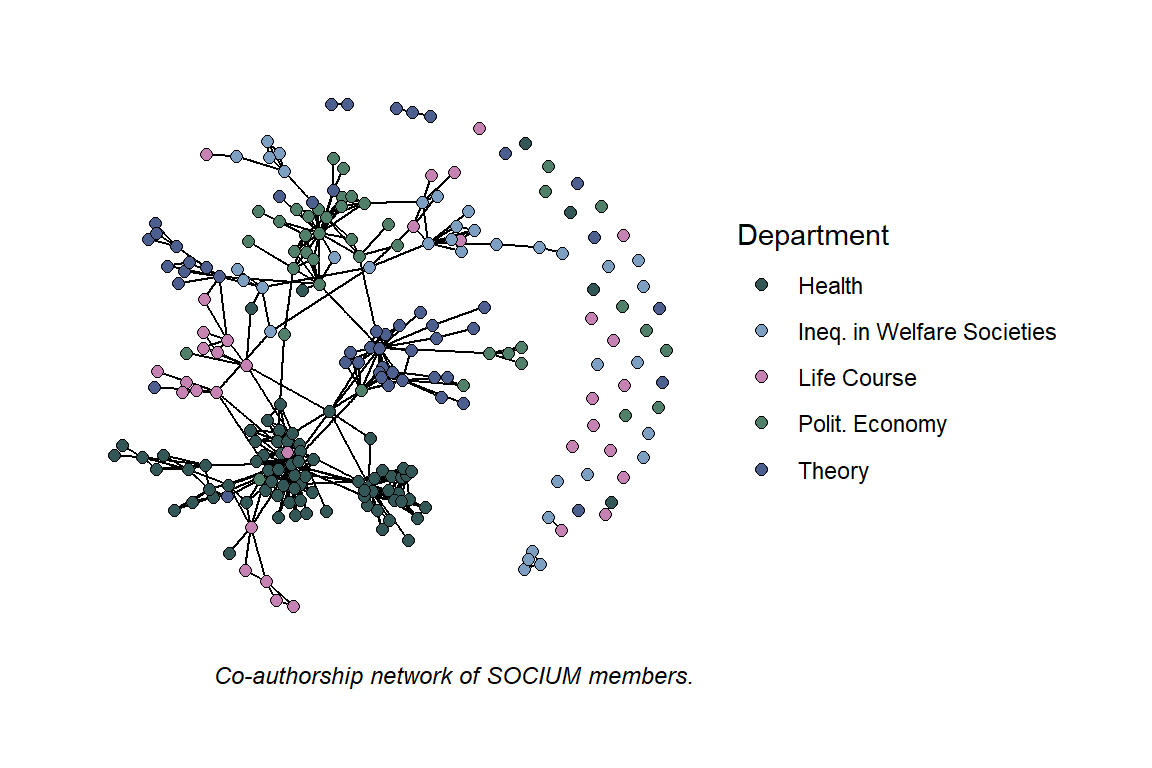 Department
Health
Ineq. in Welfare Societies
Life Course
Polit. Economy
Theory
Co-authorship network of SOCIUM members.